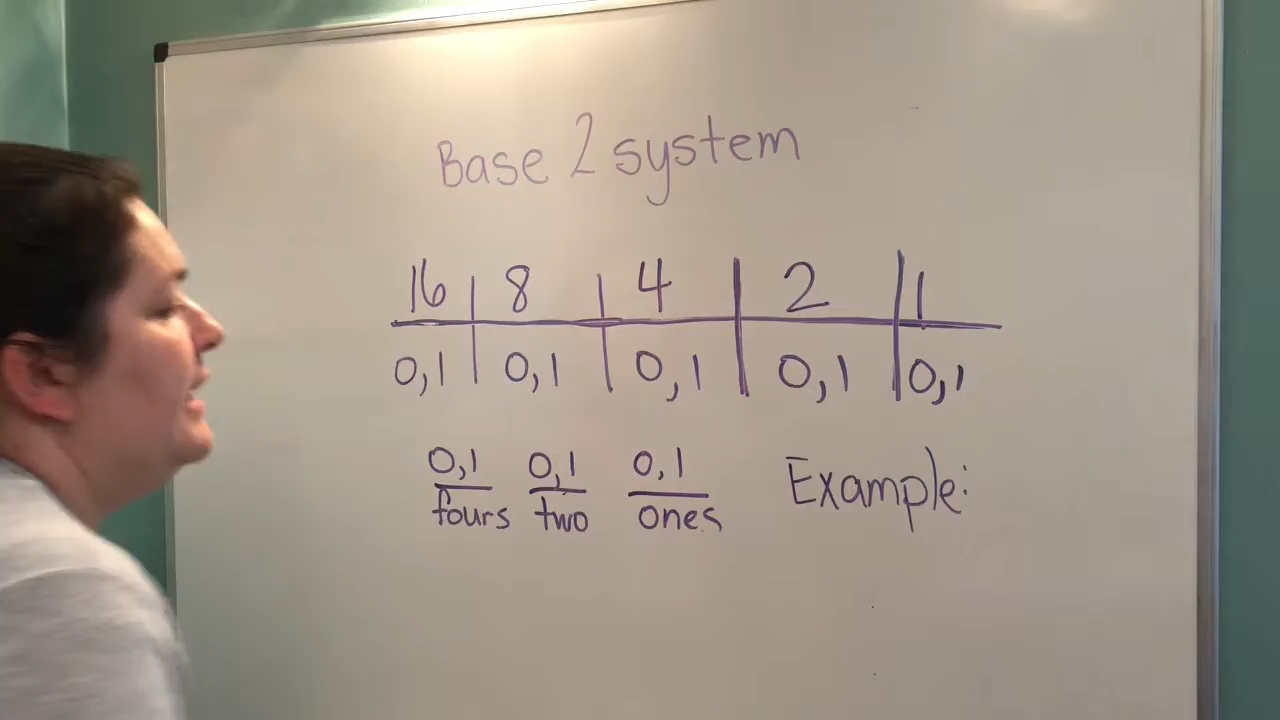 Base 2 system
16 8 4 2 1
0,1 0,1 0,1 0,1 0,1
0,1 0,1 0,1 Example:
fours two ones